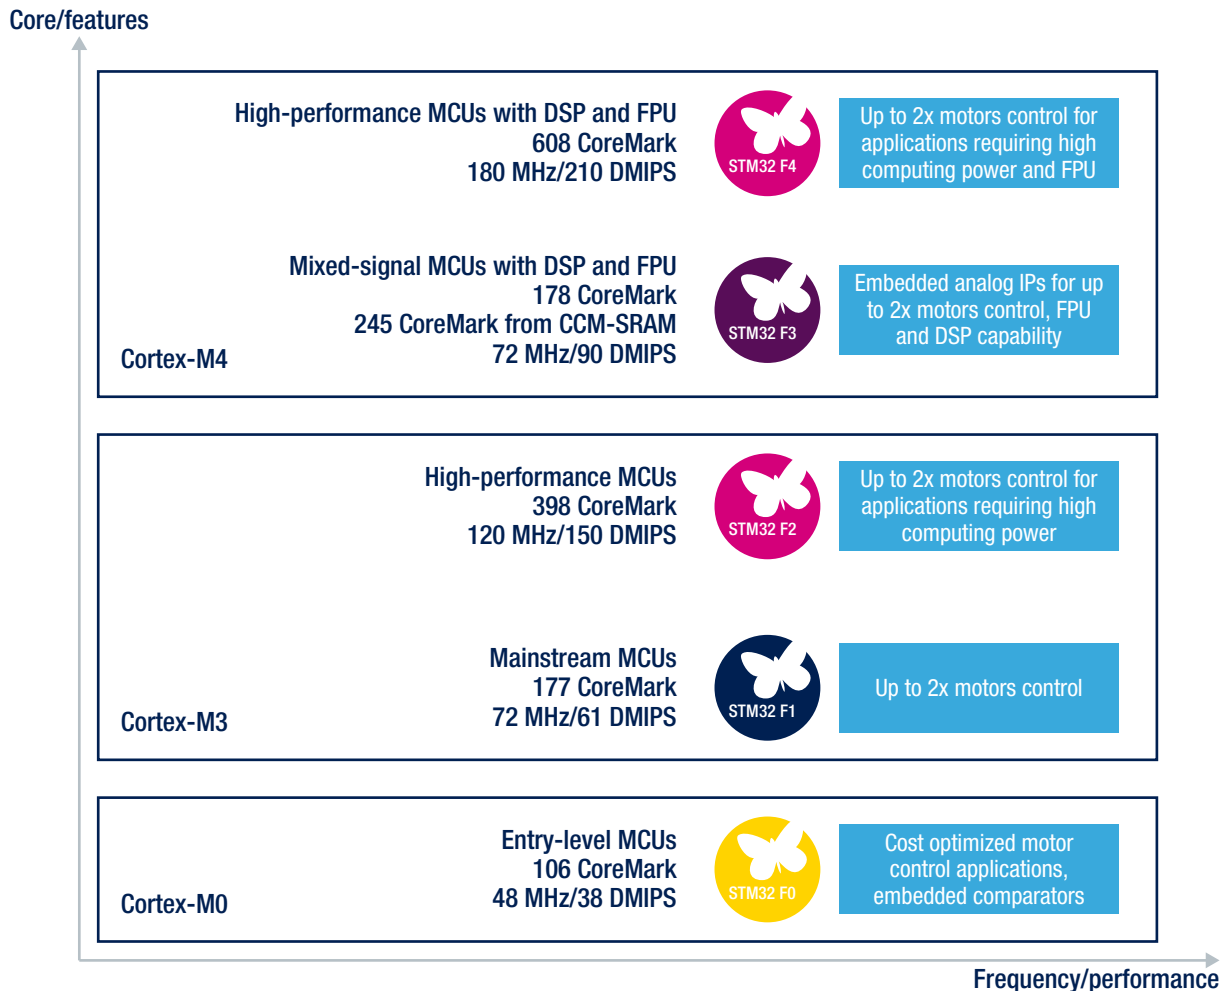 Core/features
High-performance MCUs with DSP and FPU
608 CoreMark
180 MHz/210 DMIPS
STM32 F4
Up to 2x motors control for
applications requiring high
computing power and FPU
Mixed-signal MCUs with DSP and FPU
178 CoreMark
245 CoreMark from CCM-SRAM
72 MHz/90 DMIPS
STM32 F3
Embedded analog IPs for up
to 2x motors control, FPU
and DSP capability
Cortex-M4
High-performance MCUs
398 CoreMark
120 MHz/150 DMIPS
STM32 F2
Up to 2x motors control for
applications requiring high
computing power
Mainstream MCUs
177 CoreMark
72 MHz/61 DMIPS
STM32 F1
Up to 2x motors control
Cortex-M3
Entry-level MCUs
106 CoreMark
48 MHz/38 DMIPS
STM32 F0
Cost optimized motor
control applications,
embedded comparators
Cortex-M0
Frequency/performance